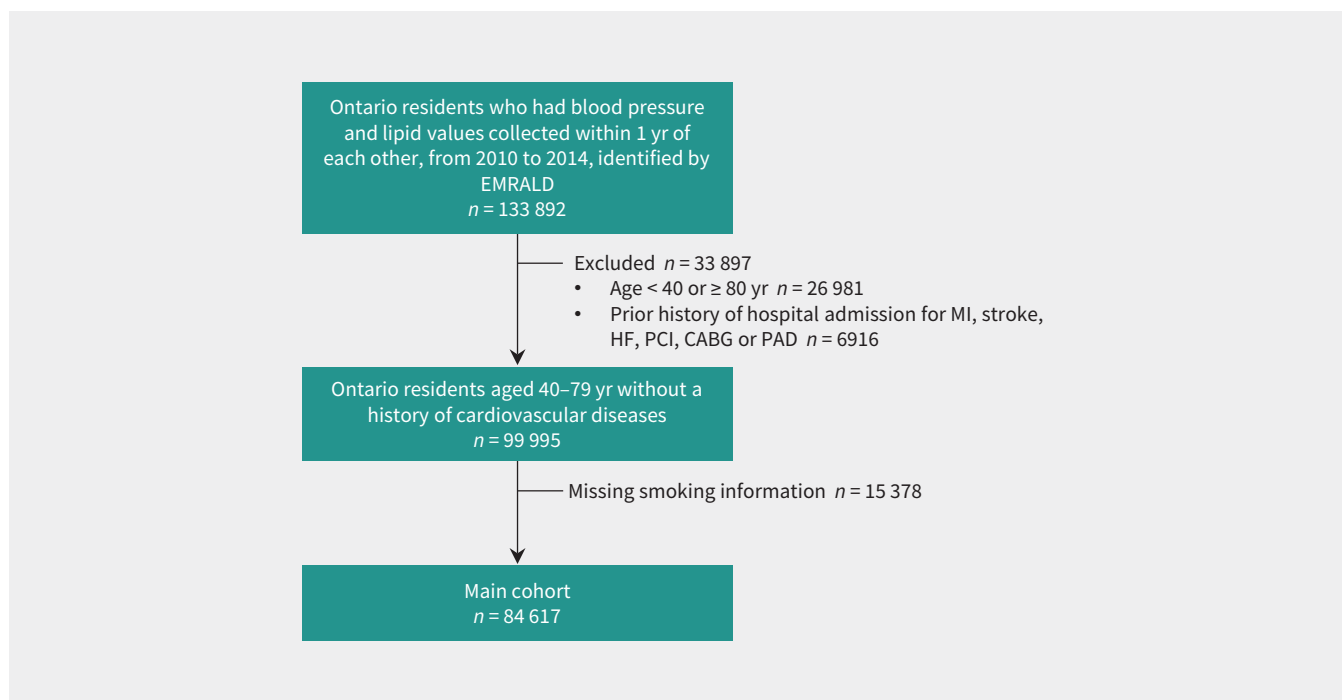 Ontario residents who had blood pressure
and lipid values collected within 1 yr of
each other, from 2010 to 2014, identified by
EMRALD
n = 133 892
Excluded n = 33 897
• Age < 40 or ≥ 80 yr n = 26 981
• Prior history of hospital admission for MI, stroke,
HF, PCI, CABG or PAD n = 6916
Ontario residents aged 40–79 yr without a
history of cardiovascular diseases
n = 99 995
Missing smoking information n = 15 378
Main cohort
n = 84 617